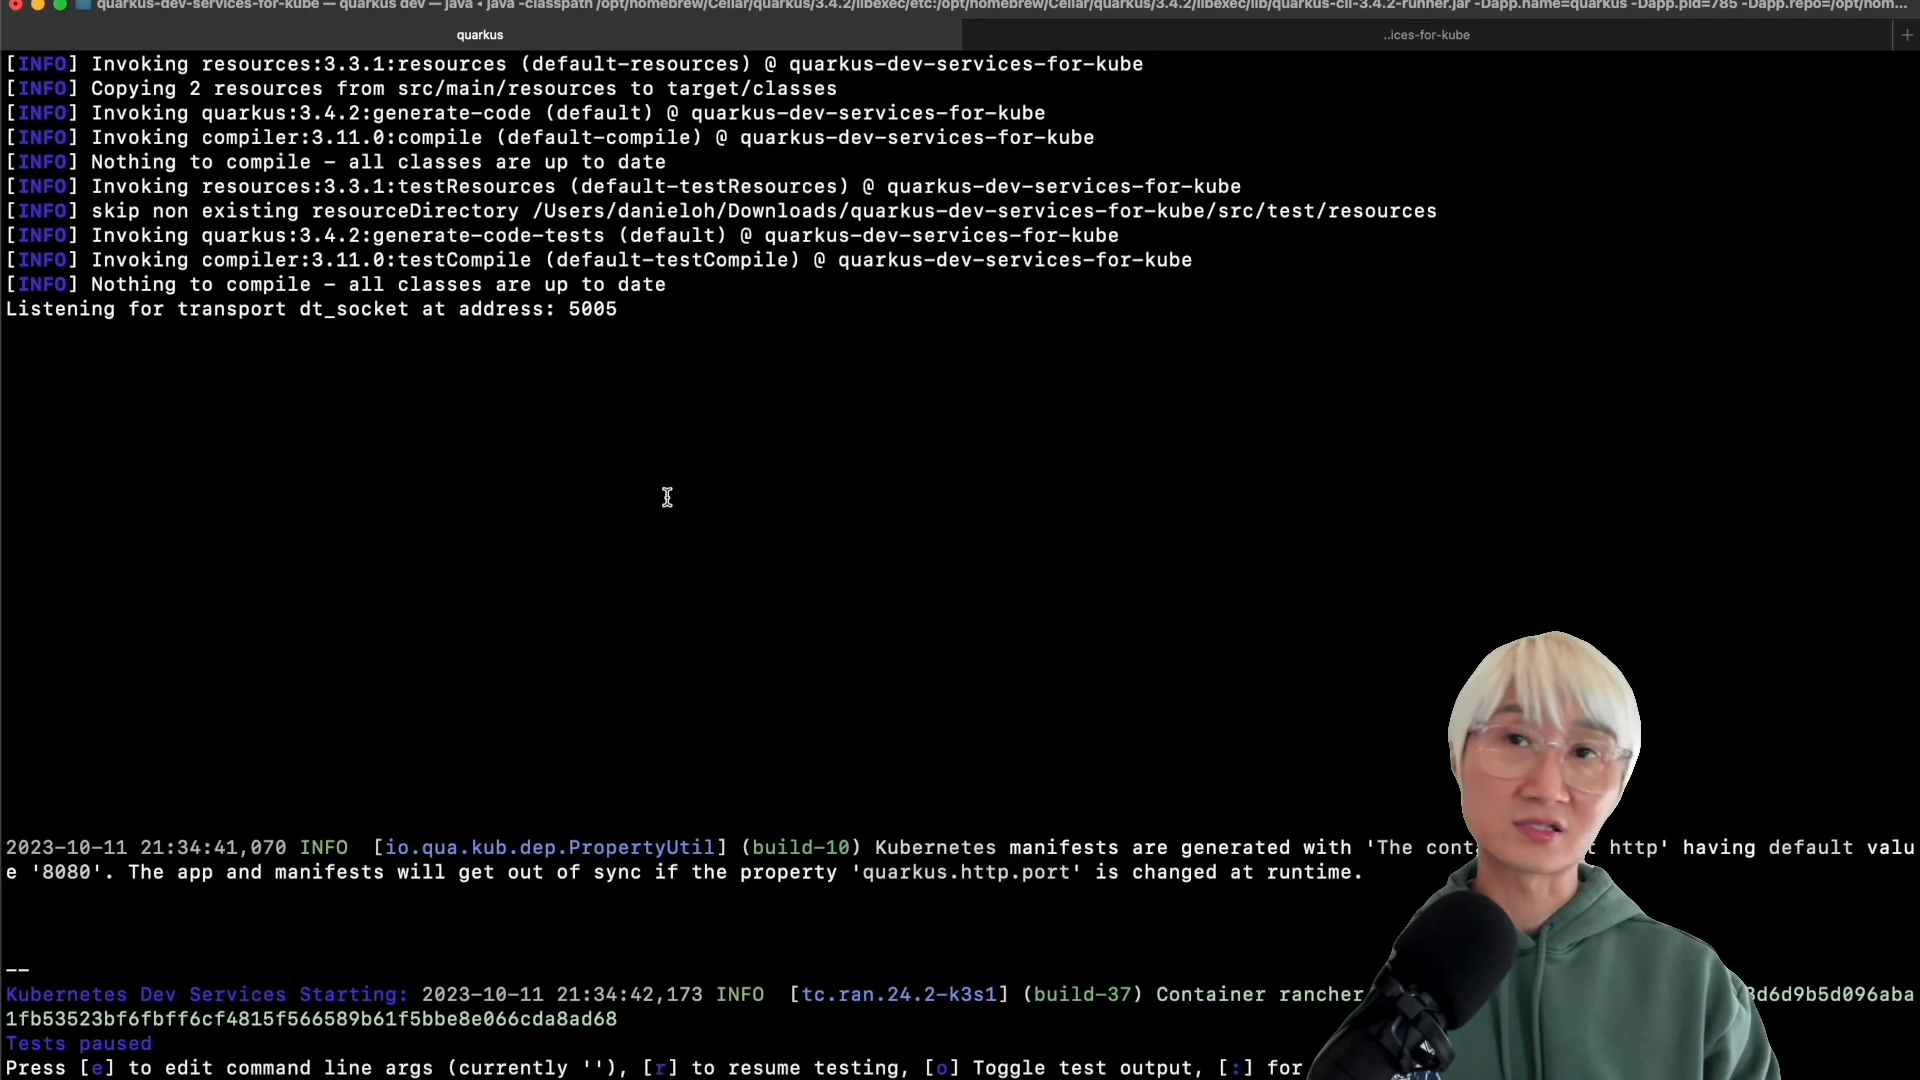 quarkus-dev-services-for-kube — quarkus dev — java ◂ java -classpath /opt/homebrew/Cellar/quarkus/3.4.2/libexec/etc:/opt/homebrew/Cellar/quarkus/3.4.2/libexec/lib/quarkus-cli-3.4.2-runner.jar -Dapp.name=quarkus -Dapp.pid=785 -Dapp.repo=/opt/hom...
quarkus ..ices-for-kube +
[INFO] Invoking resources:3.3.1:resources (default-resources) @ quarkus-dev-services-for-kube
[INFO] Copying 2 resources from src/main/resources to target/classes
[INFO] Invoking quarkus:3.4.2:generate-code (default) @ quarkus-dev-services-for-kube
[INFO] Invoking compiler:3.11.0:compile (default-compile) @ quarkus-dev-services-for-kube
[INFO] Nothing to compile – all classes are up to date
[INFO] Invoking resources:3.3.1:testResources (default-testResources) @ quarkus-dev-services-for-kube
[INFO] skip non existing resourceDirectory /Users/danieloh/Downloads/quarkus-dev-services-for-kube/src/test/resources
[INFO] Invoking quarkus:3.4.2:generate-code-tests (default) @ quarkus-dev-services-for-kube
[INFO] Invoking compiler:3.11.0:testCompile (default-testCompile) @ quarkus-dev-services-for-kube
[INFO] Nothing to compile – all classes are up to date
Listening for transport dt_socket at address: 5005
2023-10-11 21:34:41,070 INFO [io.qua.kub.dep.PropertyUtil] (build-10) Kubernetes manifests are generated with 'The http' having default valu
e '8080'. The app and manifests will get out of sync if the property 'quarkus.http.port' is changed at runtime.
--
Kubernetes Dev Services Starting: 2023-10-11 21:34:42,173 INFO [tc.ran.24.2-k3s1] (build-37) Container rancher d6d9b5d096aba
1fb53523bf6fbff6cf4815f566589b61f5bbe8e066cda8ad68
Tests paused
Press [e] to edit command line args (currently ''), [r] to resume testing, [o] Toggle test output, [:] for